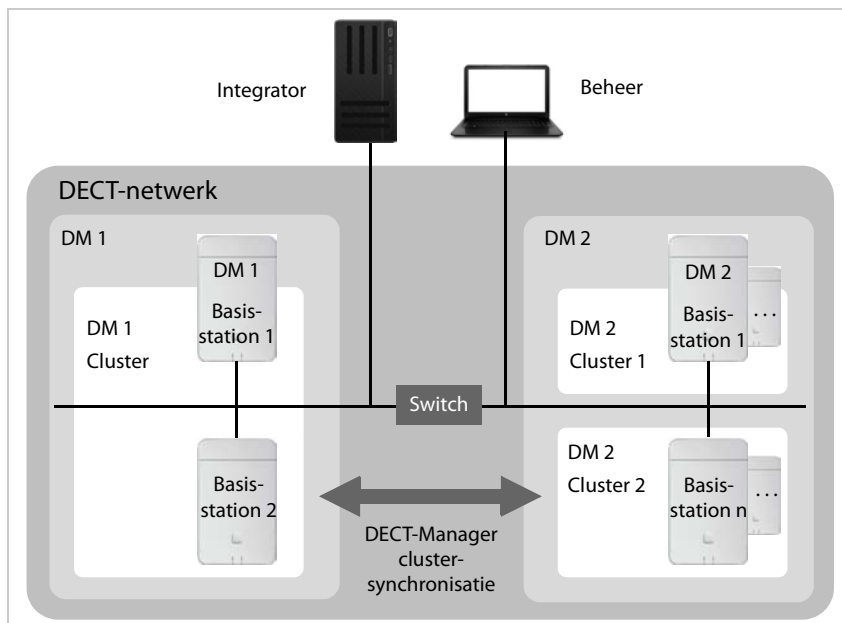 Integrator
Beheer
DECT-netwerk
DM 1
DM 1
Basis-
station 1
DM 1
Cluster
Basis-
station 2
Switch
DECT-Manager
cluster-
synchronisatie
DM 2
DM 2
Basis-
station 1
...
DM 2
Cluster 1
DM 2
Cluster 2
Basis-
station n
...